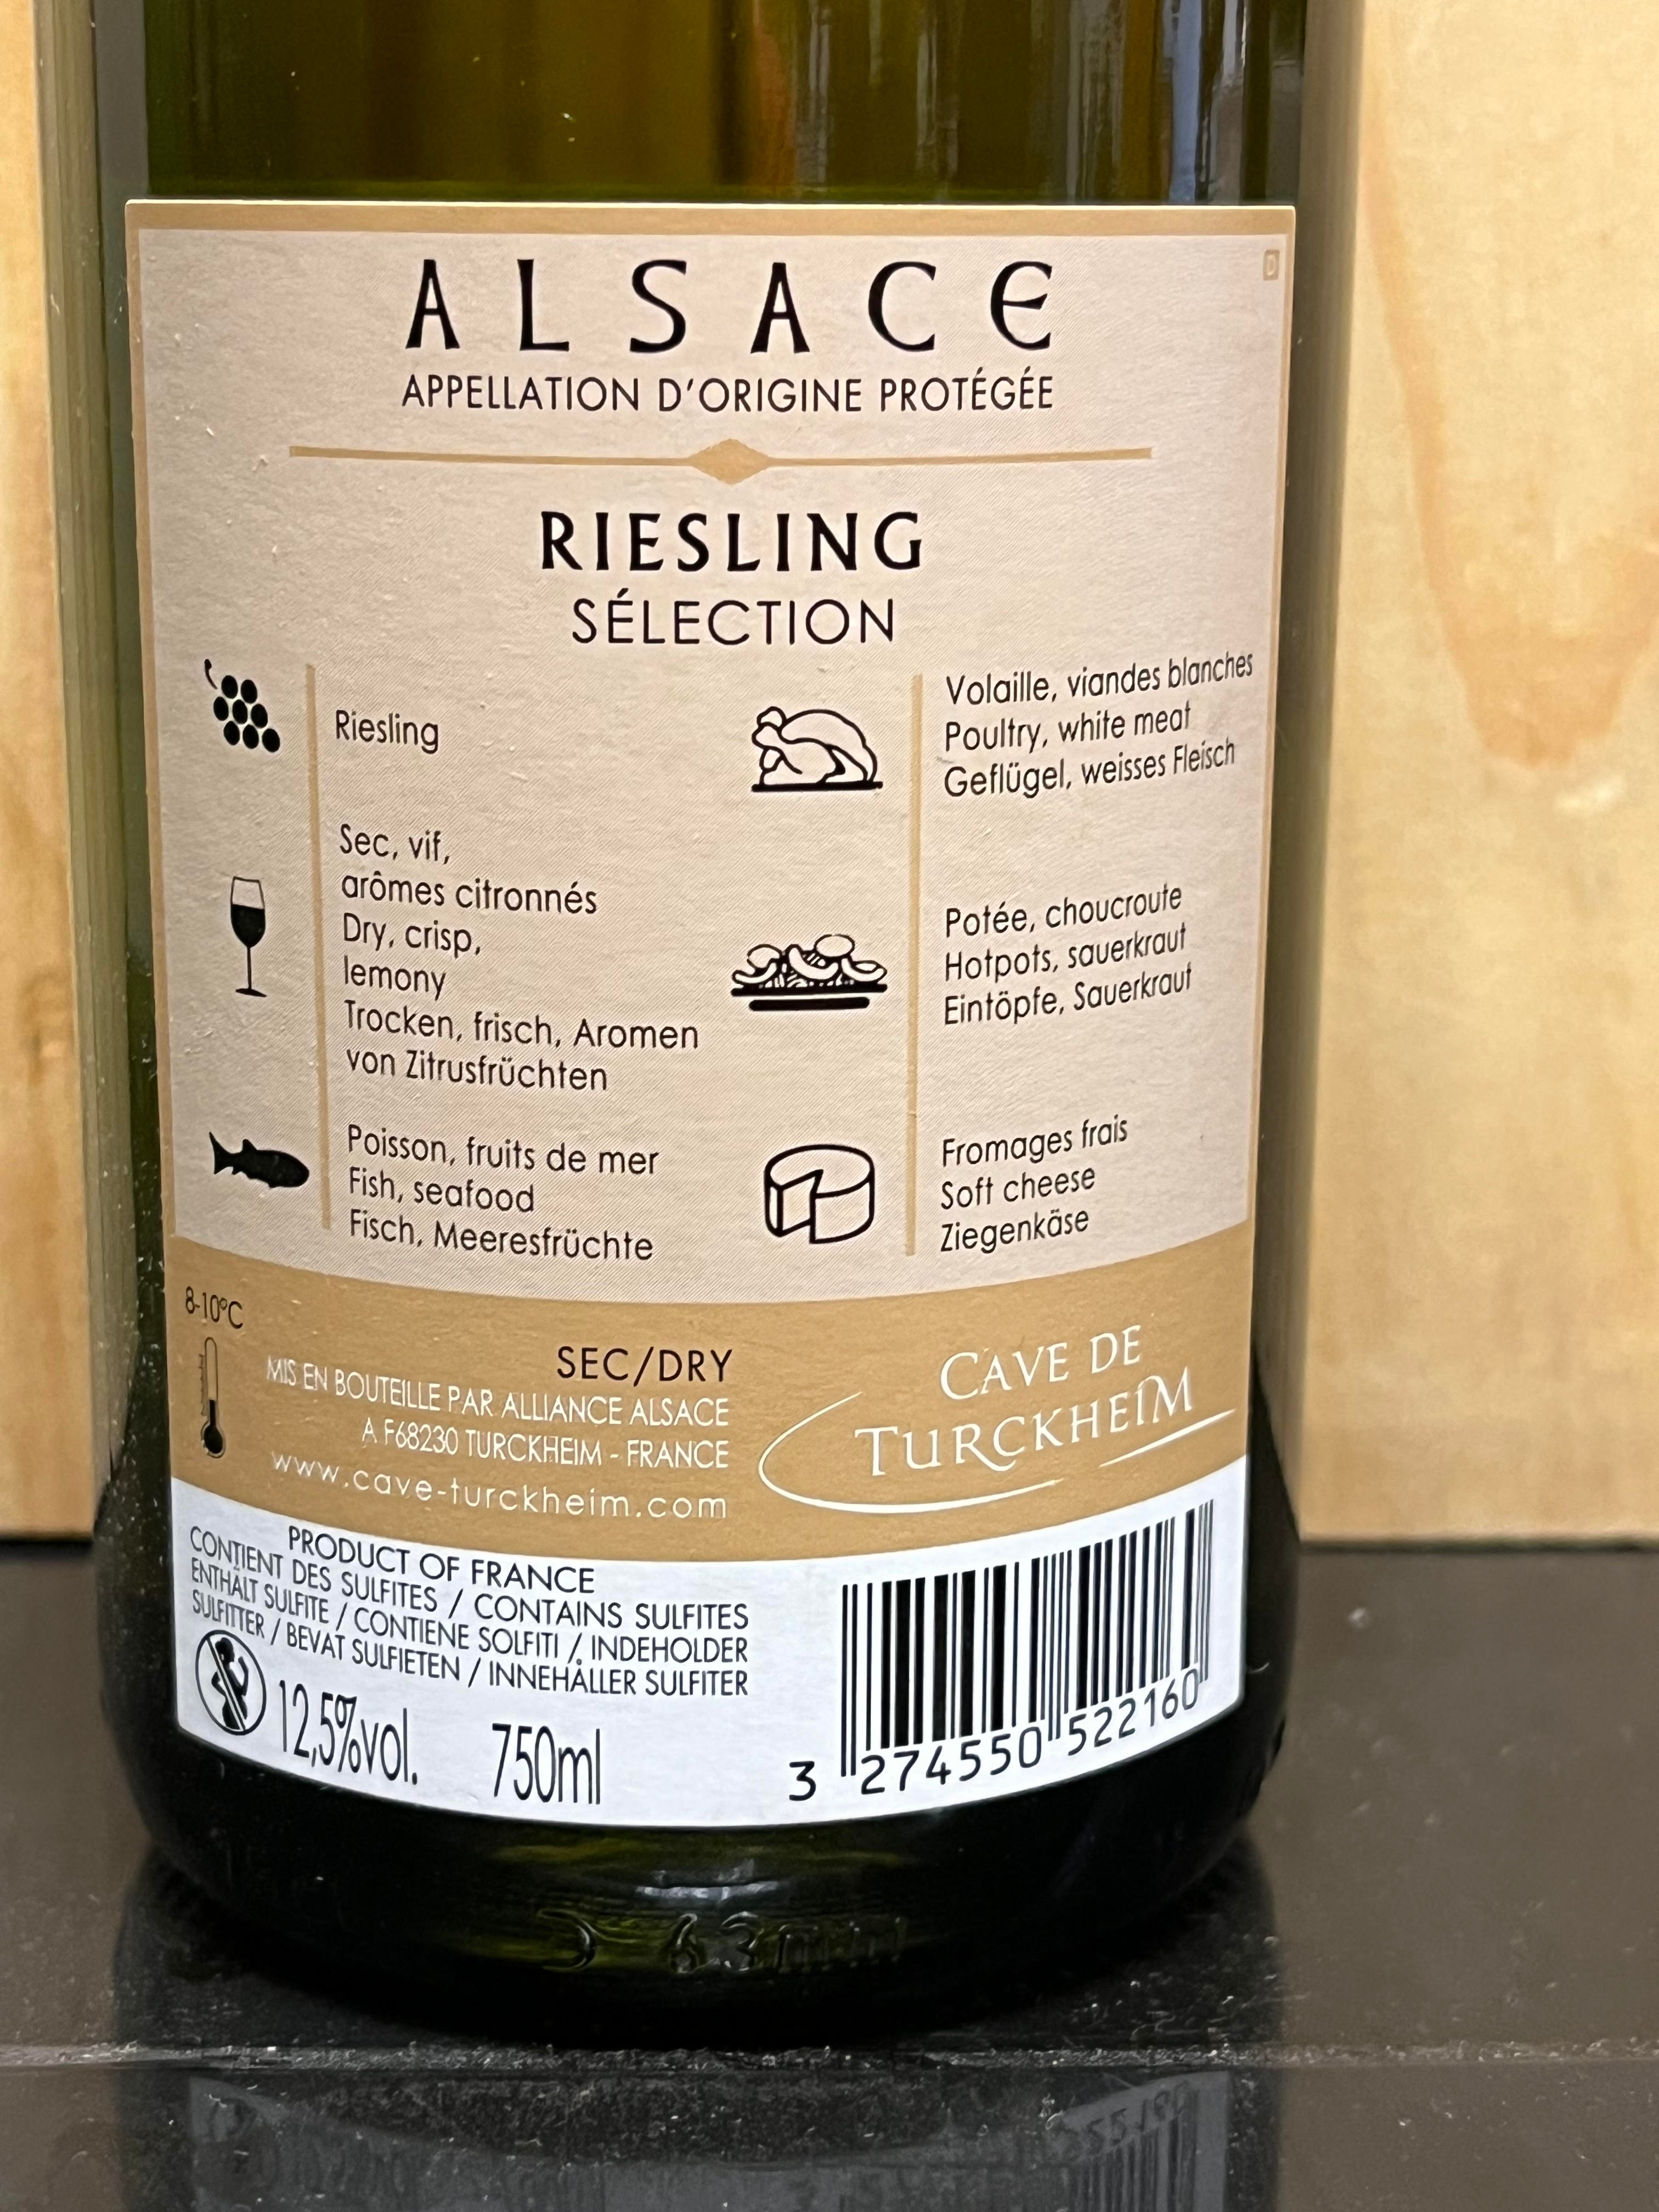 ALSACE
APPELLATION D'ORIGINE PROTÉGÉE
D
RIESLING
SÉLECTION
Riesling
Sec, vif,
arômes citronnés
Dry, crisp,
lemony
Trocken, frisch, Aromen
von Zitrusfrüchten
Poisson, fruits de mer
Fish, seafood
Fisch, Meeresfrüchte
Volaille, viandes blanches
Poultry, white meat
Geflügel, weisses Fleisch
Potée, choucroute
Hotpots, sauerkraut
Eintöpfe, Sauerkraut
Fromages frais
Soft cheese
Ziegenkäse
8-10°C
SEC/DRY
MIS EN BOUTEILLE PAR ALLIANCE ALSACE
A F68230 TURCKHEIM - FRANCE
www.cave-turckheim.com
CAVE DE
TURCKHEIM
PRODUCT OF FRANCE
CONTIENT DES SULFITES / CONTAINS SULFITES
ENTHÄLT SULFITE / CONTIENE SOLFITI / INDEHOLDER
SULFITTER / BEVAT SULFIETEN / INNEHÅLLER SULFITER
12,5%vol. 750ml
3 274550 522160
63mm